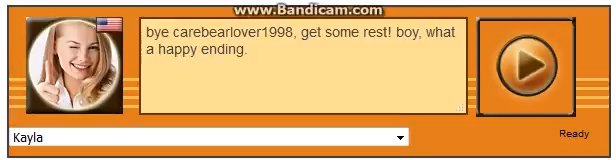 www.Bandicam.com
bye carebearlover1998, get some rest! boy, what
a happy ending.
Kayla
Ready